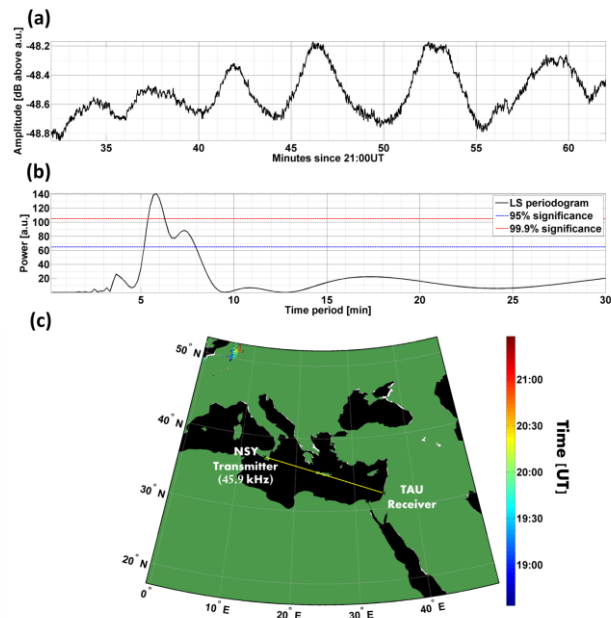 (a)
Amplitude [dB above a.u.]
-48.2
-48.4
-48.6
-48.8
35 40 45 50 55 60
Minutes since 21:00UT
(b)
Power [a.u.]
140
120
100
80
60
40
20
LS periodogram
95% significance
99.9% significance
5 10 15 20 25 30
Time period [min]
(c)
50° N
40° N
30° N
20° N
0°
10° E
20° E
30° E
40° E
NSY
Transmitter
(45.9 kHz)
TAU
Receiver
21:00
20:30
20:00
19:30
19:00
Time [UT]